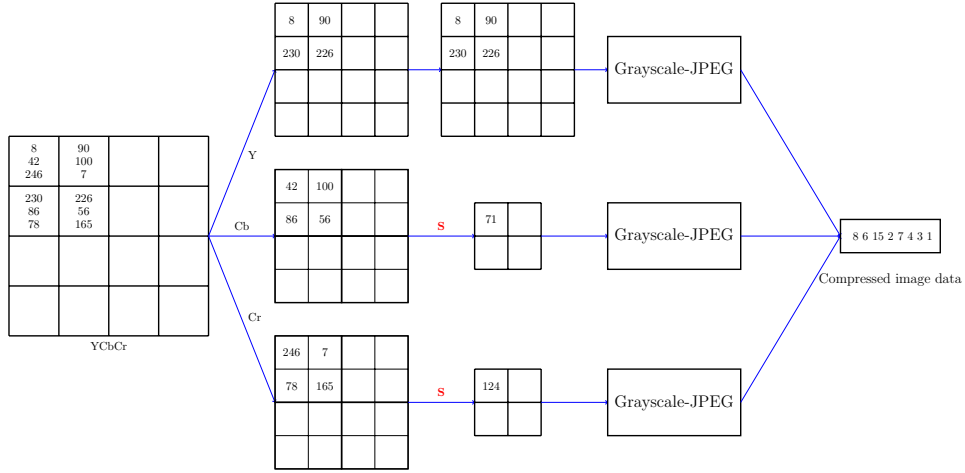 8 90
230 226
8 90
230 226
Grayscale-JPEG
Y
8 90
42 100
246 7
230 226
86 56
78 165
YCbCr
Cb
42 100
86 56
S
71
Grayscale-JPEG
8 6 15 2 7 4 3 1
Compressed image data
Cr
246 7
78 165
S
124
Grayscale-JPEG